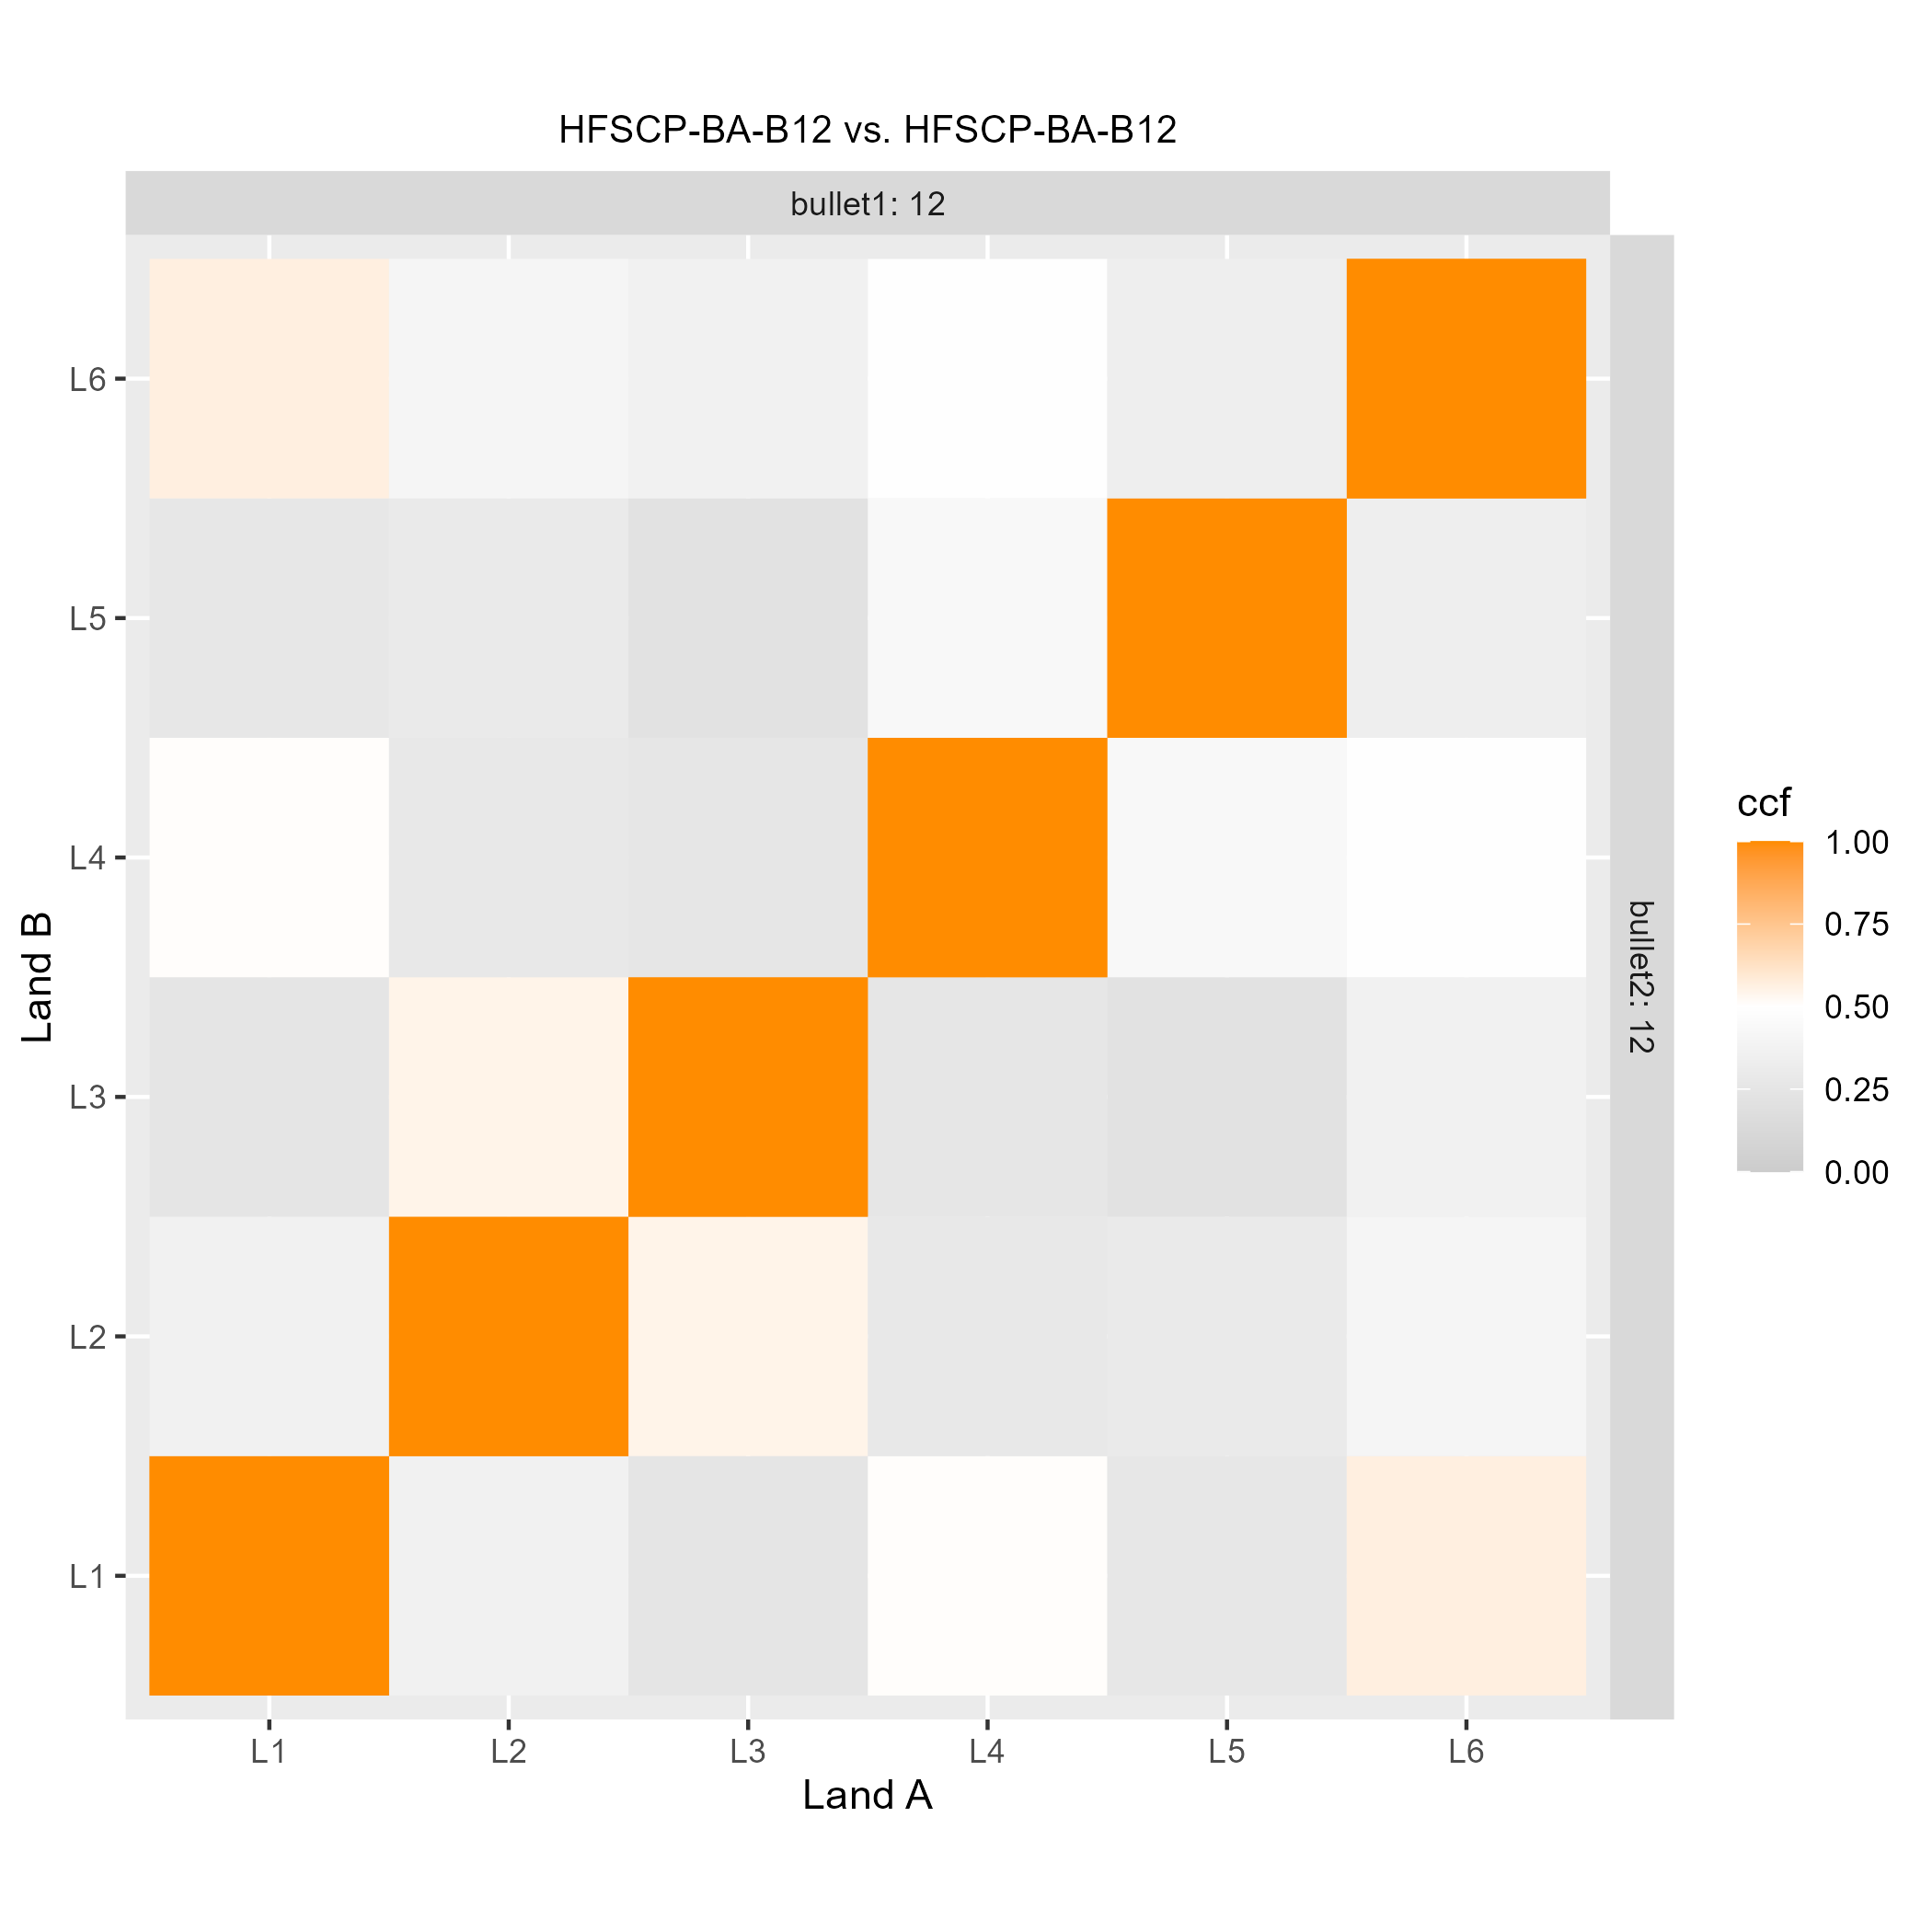 HFSCP-BA-B12 vs. HFSCP-BA-B12
bullet1: 12
L6
L5
L4
L3
L2
L1
Land B
L1 L2 L3 L4 L5 L6
Land A
bullet2: 12
ccf
1.00
0.75
0.50
0.25
0.00